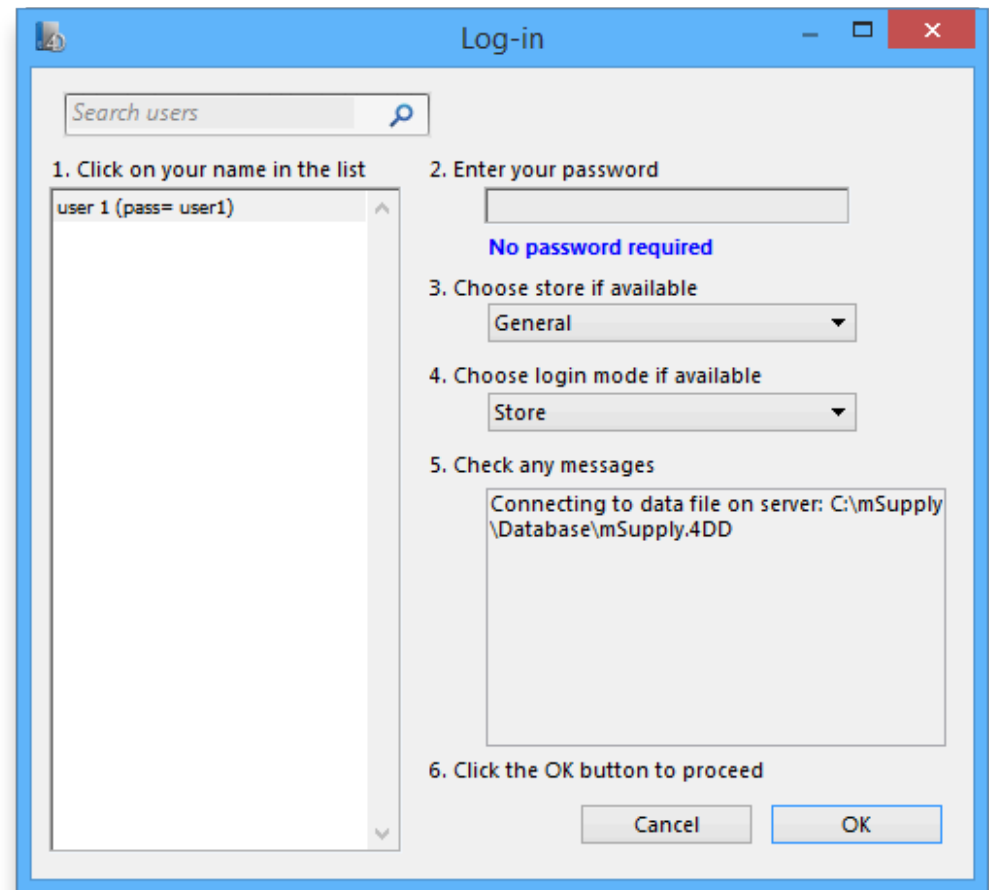 Log-in
Search users
1. Click on your name in the list
user 1 (pass= user1)
2. Enter your password
No password required
3. Choose store if available
General
4. Choose login mode if available
Store
5. Check any messages
Connecting to data file on server: C:\mSupply
\Database\mSupply.4DD
6. Click the OK button to proceed
Cancel
OK